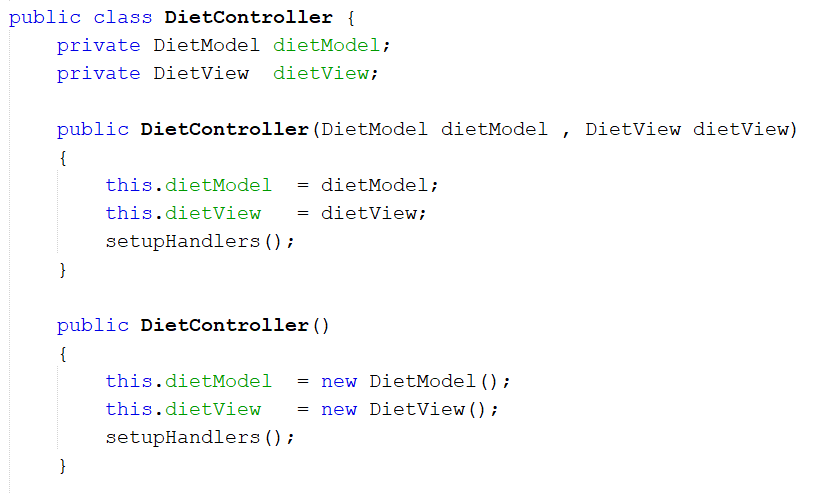 public class DietController {
    private DietModel dietModel;
    private DietView  dietView;

    public DietController(DietModel dietModel , DietView dietView)
    {
        this.dietModel  = dietModel;
        this.dietView   = dietView;
        setupHandlers();
    }

    public DietController()
    {
        this.dietModel  = new DietModel();
        this.dietView   = new DietView();
        setupHandlers();
    }